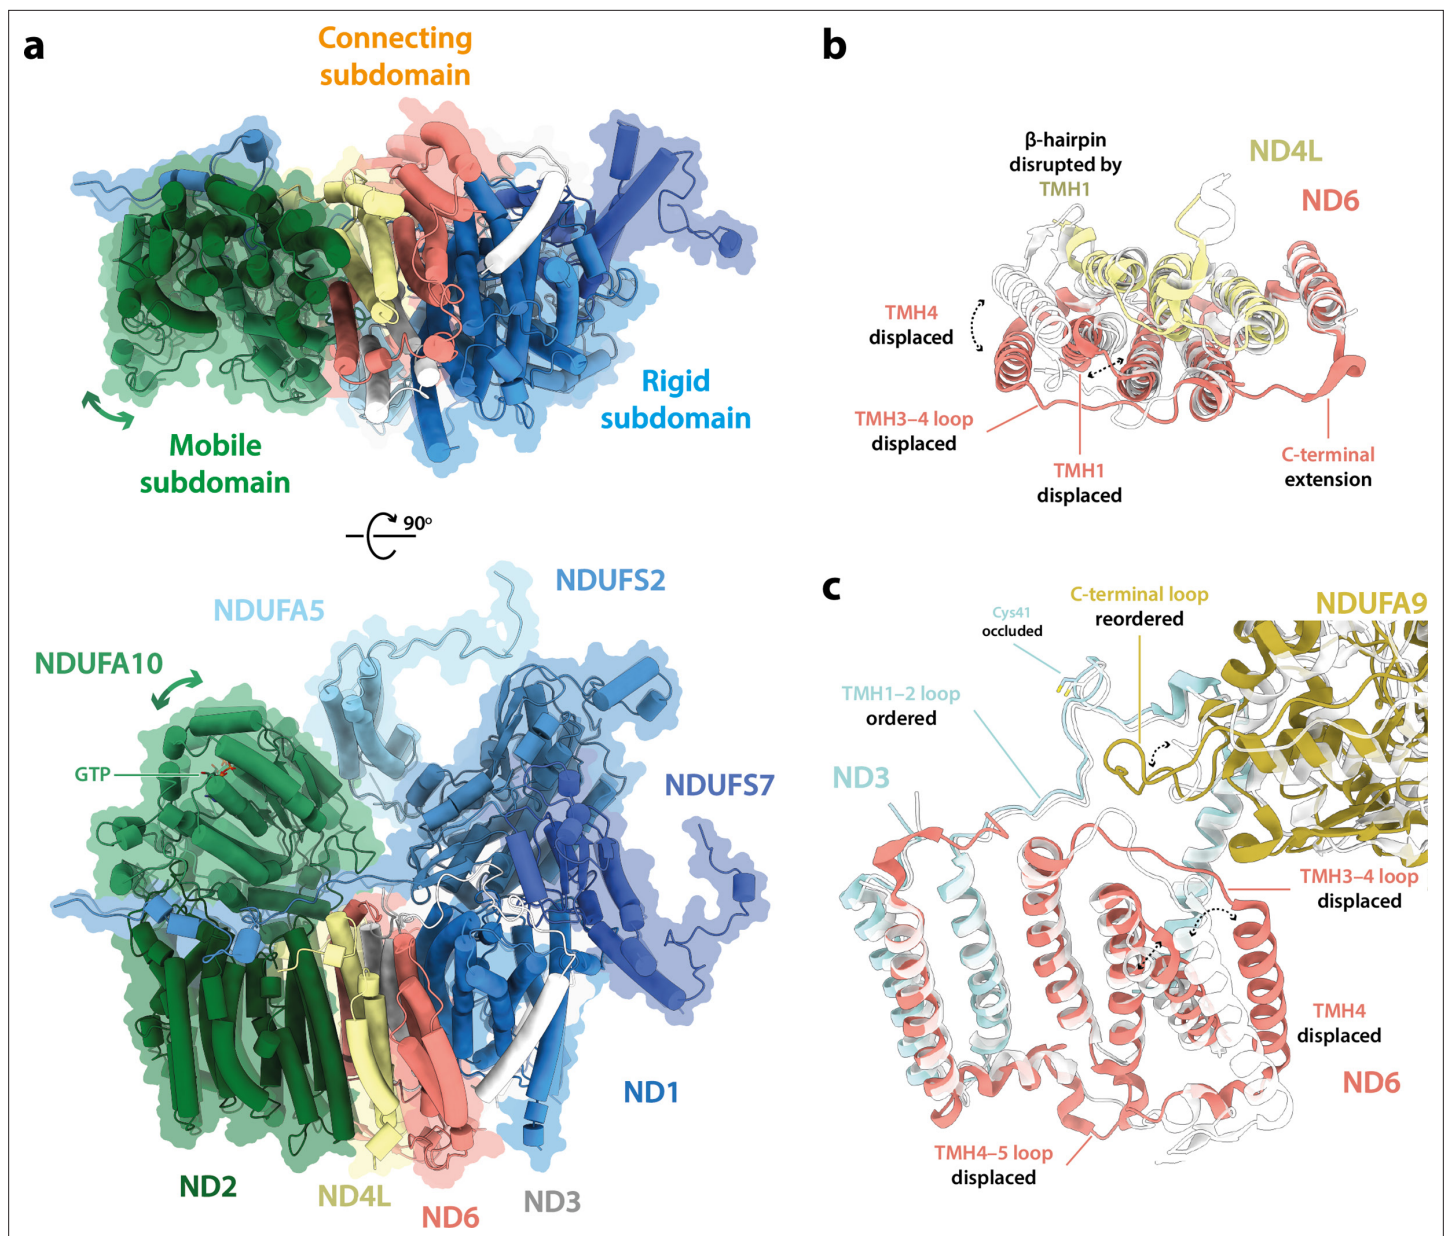 a
Connecting
subdomain
Rigid
subdomain
Mobile
subdomain
90°
NDUFS2
NDUFA5
NDUFA10
GTP
NDUFS7
ND1
ND2
ND4L
ND6
ND3
b
β-hairpin
disrupted by
TMH1
ND4L
ND6
TMH4
displaced
TMH3–4 loop
displaced
TMH1
displaced
C-terminal
extension
c
C-terminal loop
reordered
NDUFA9
Cys41
occluded
TMH1–2 loop
ordered
ND3
TMH3–4 loop
displaced
TMH4
displaced
ND6
TMH4–5 loop
displaced